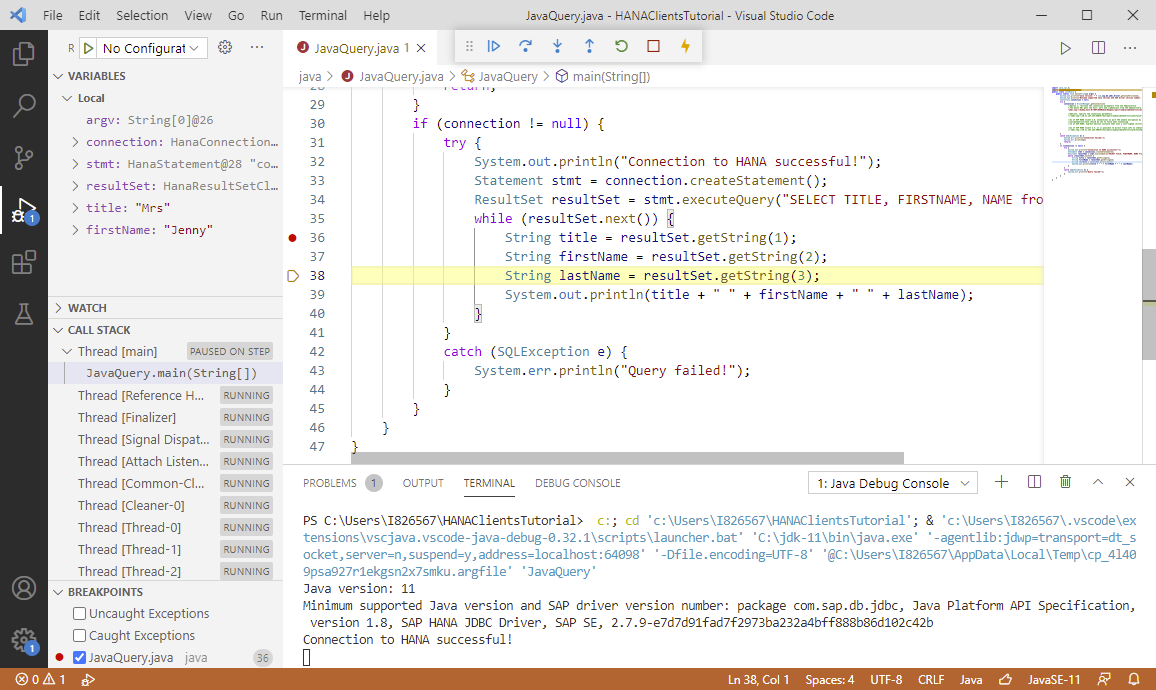 File Edit Selection View Go Run Terminal Help JavaQuery.java - HANAClientsTutorial - Visual Studio Code
R No Configurat
JavaQuery.java 1
VARIABLES
java > JavaQuery.java > JavaQuery > main(String[])
Local
argv: String[0]@26
connection: HanaConnection…
stmt: HanaStatement@28 "co…
resultSet: HanaResultSetCl…
title: "Mrs"
firstName: "Jenny"
WATCH
CALL STACK
Thread [main] PAUSED ON STEP
JavaQuery.main(String[])
Thread [Reference H... RUNNING
Thread [Finalizer] RUNNING
Thread [Signal Dispat... RUNNING
Thread [Attach Listen... RUNNING
Thread [Common-Cl... RUNNING
Thread [Cleaner-0] RUNNING
Thread [Thread-0] RUNNING
Thread [Thread-1] RUNNING
Thread [Thread-2] RUNNING
BREAKPOINTS
Uncaught Exceptions
Caught Exceptions
JavaQuery.java java 36
1
1
28 return;
29 }
30 if (connection != null) {
31 try {
32 System.out.println("Connection to HANA successful!");
33 Statement stmt = connection.createStatement();
34 ResultSet resultSet = stmt.executeQuery("SELECT TITLE, FIRSTNAME, NAME fro
35 while (resultSet.next()) {
36 String title = resultSet.getString(1);
37 String firstName = resultSet.getString(2);
38 String lastName = resultSet.getString(3);
39 System.out.println(title + " " + firstName + " " + lastName);
40 }
41 }
42 catch (SQLException e) {
43 System.err.println("Query failed!");
44 }
45 }
46 }
47 }
PROBLEMS 1 OUTPUT TERMINAL DEBUG CONSOLE 1: Java Debug Console
PS C:\Users\I826567\HANAClientsTutorial> c:; cd 'c:\Users\I826567\HANAClientsTutorial'; & 'c:\Users\I826567\.vscode\ex
tensions\vscjava.vscode-java-debug-0.32.1\scripts\launcher.bat' 'C:\jdk-11\bin\java.exe' '-agentlib:jdwp=transport=dt_s
ocket,server=n,suspend=y,address=localhost:64098' '-Dfile.encoding=UTF-8' '@C:\Users\I826567\AppData\Local\Temp\cp_4l40
9psa927r1ekgsn2x7smku.argfile' 'JavaQuery'
Java version: 11
Minimum supported Java version and SAP driver version number: package com.sap.db.jdbc, Java Platform API Specification,
version 1.8, SAP HANA JDBC Driver, SAP SE, 2.7.9-e7d7d91fad7f2973ba232a4bff888b86d102c42b
Connection to HANA successful!
0 1 Ln 38, Col 1 Spaces: 4 UTF-8 CRLF Java JavaSE-11